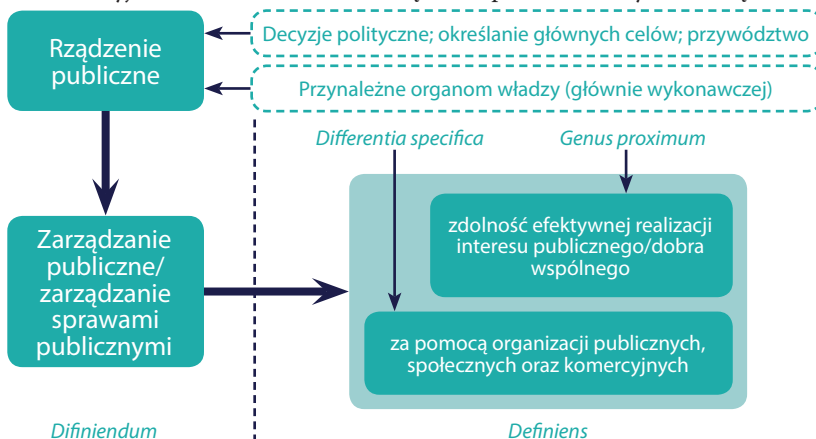 Rządzenie
publiczne
Decyzje polityczne; określanie głównych celów; przywództwo
Przynależne organom władzy (głównie wykonawczej)
Differentia specifica
Genus proximum
Zarządzanie
publiczne/
zarządzanie
sprawami
publicznymi
zdolność efektywnej realizacji
interesu publicznego/dobra
wspólnego
za pomocą organizacji publicznych,
społecznych oraz komercyjnych
Difiniendum
Definiens